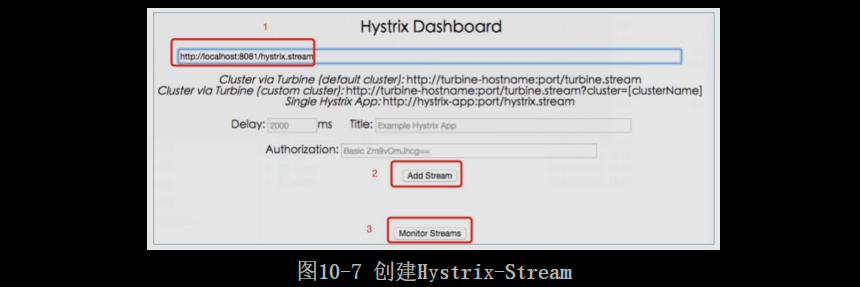 1
Hystrix Dashboard
http://localhost:8081/hystrix.stream
Cluster via Turbine (default cluster): http://turbine-hostname:port/turbine.stream
Cluster via Turbine (custom cluster): http://turbine-hostname:port/turbine.stream?cluster=[clusterName]
Single Hystrix App: http://hystrix-app:port/hystrix.stream
Delay: 2000 ms Title: Example Hystrix App
Authorization: Basic Zm9vOmJhcg==
2 Add Stream
3 Monitor Streams
图10-7 创建Hystrix-Stream